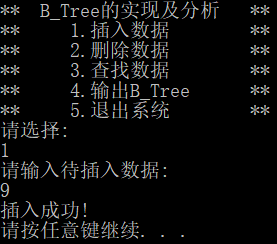 **  B_Tree的实现及分析  **
**     1.插入数据       **
**     2.删除数据       **
**     3.查找数据       **
**     4.输出B_Tree     **
**     5.退出系统       **
请选择:
1
请输入待插入数据:
9
插入成功!
请按任意键继续. . .